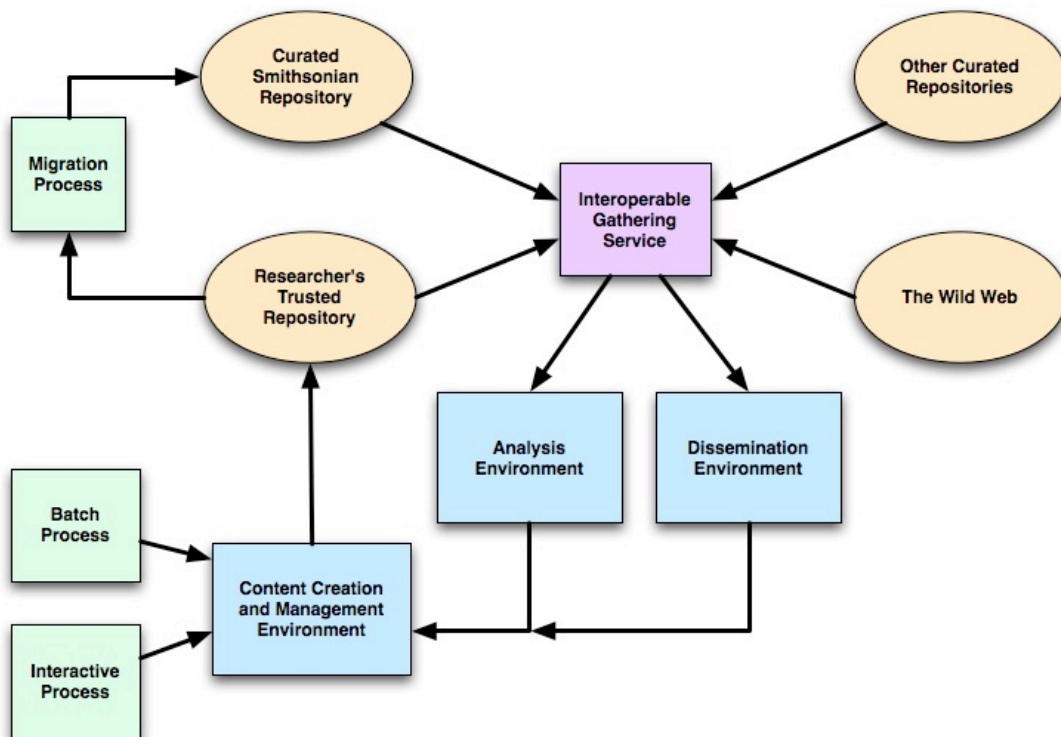 Curated
Smithsonian
Repository
Other Curated
Repositories
Migration
Process
Interoperable
Gathering
Service
Researcher's
Trusted
Repository
The Wild Web
Analysis
Environment
Dissemination
Environment
Batch
Process
Content Creation
and Management
Environment
Interactive
Process